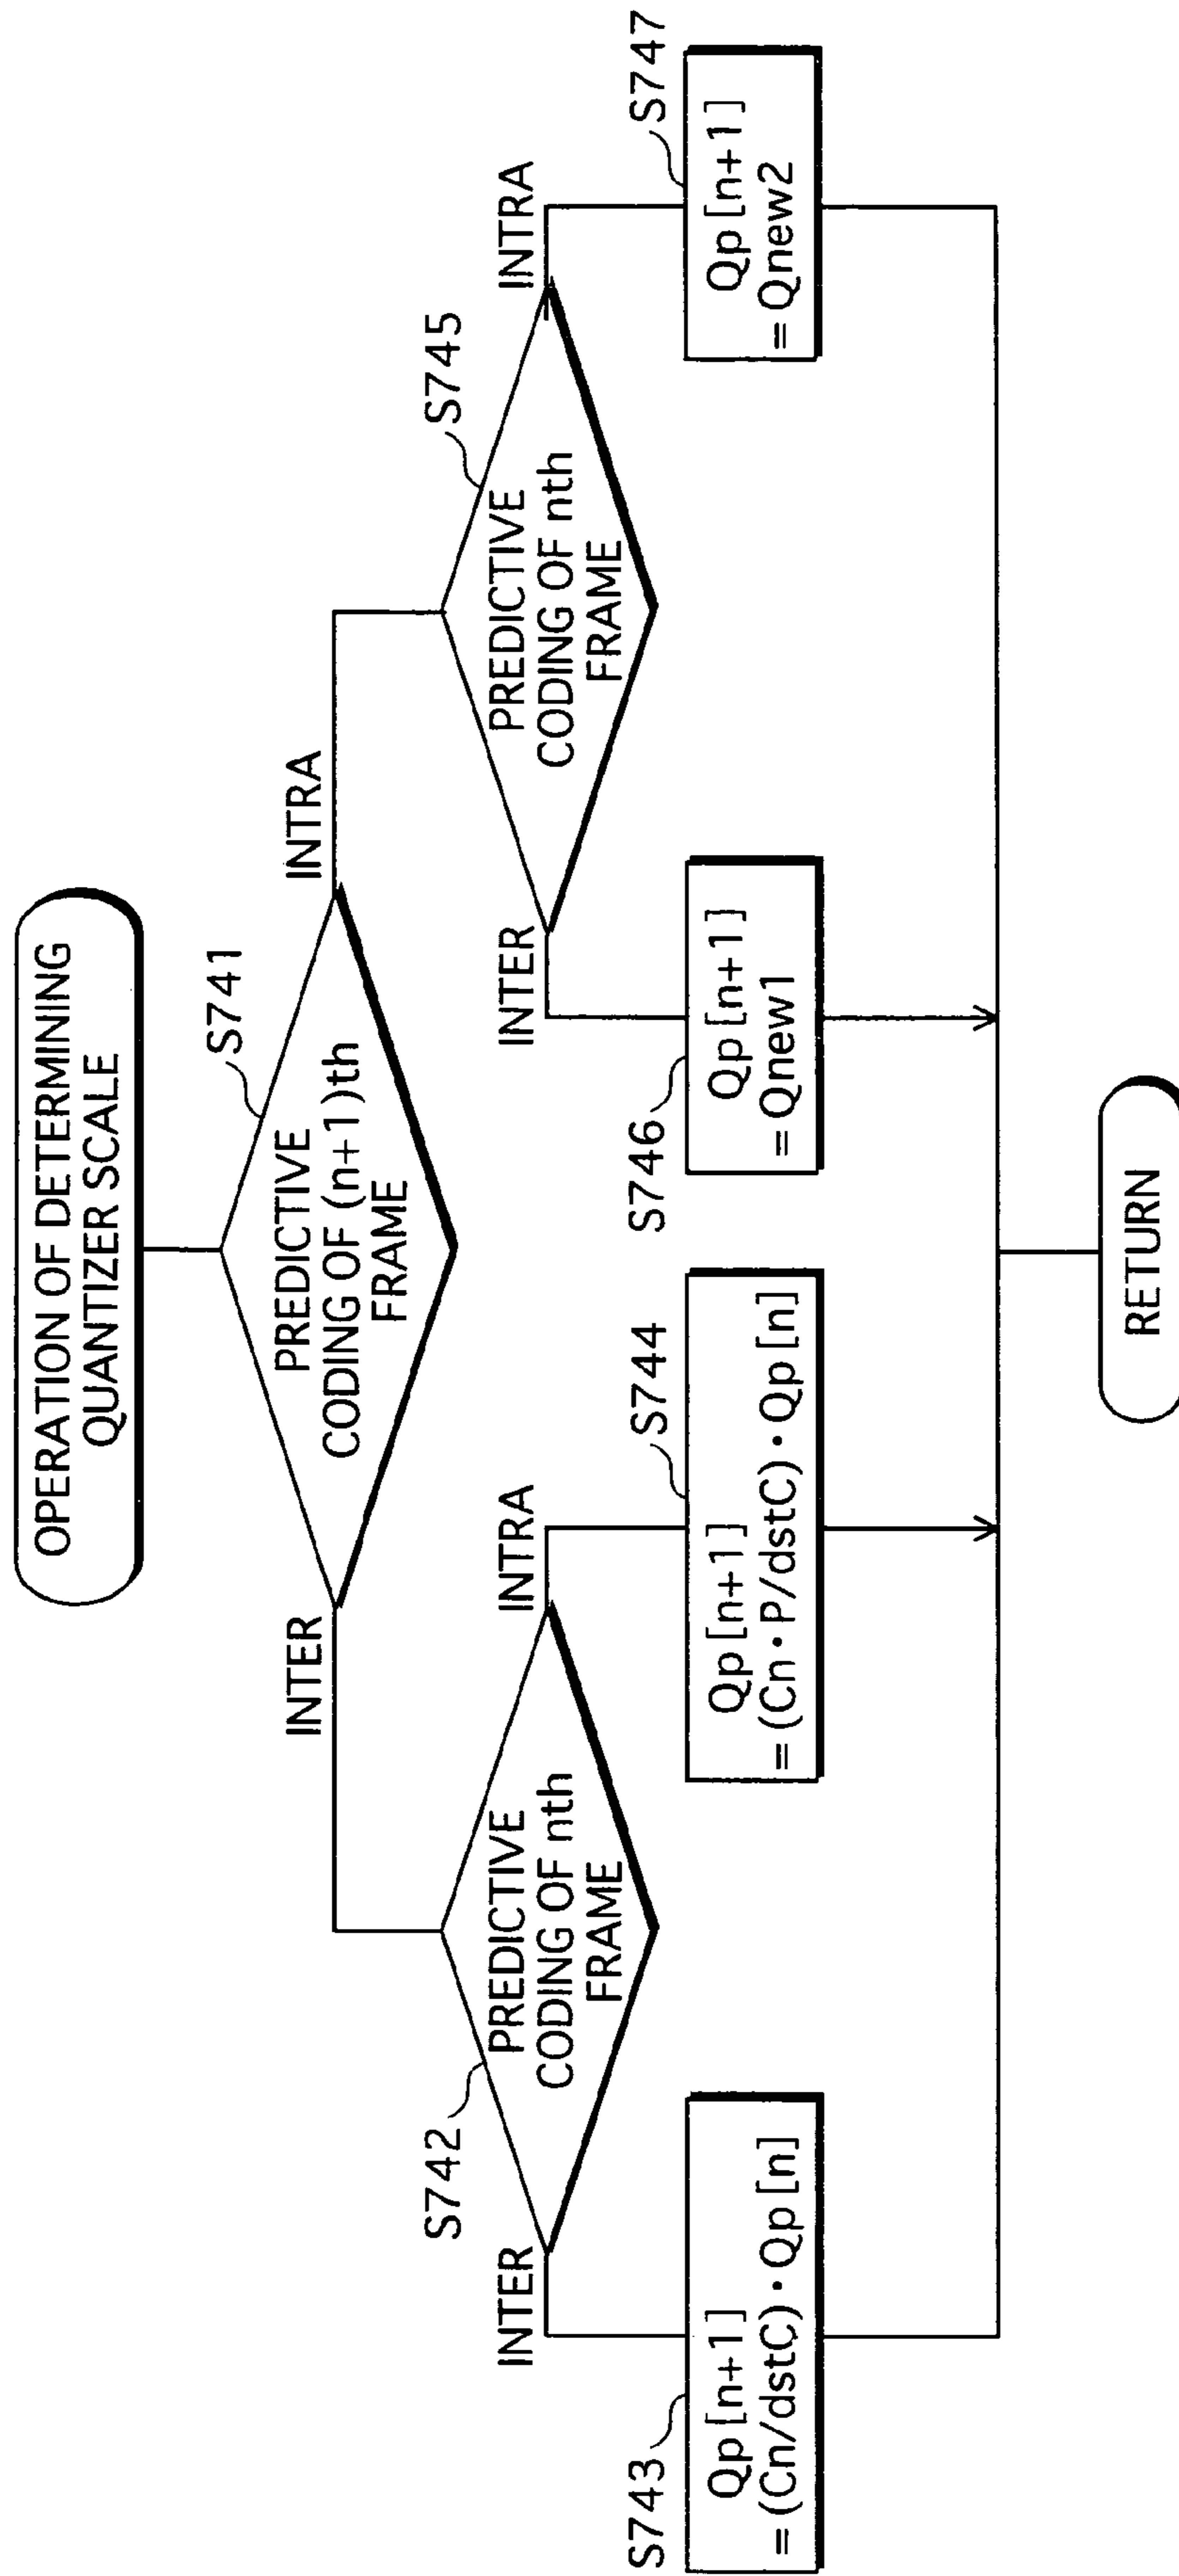 OPERATION OF DETERMINING
QUANTIZER SCALE
S741
PREDICTIVE
CODING OF (n+1)th
FRAME
INTER
INTRA
S742
PREDICTIVE
CODING OF nth
FRAME
INTER
INTRA
S745
PREDICTIVE
CODING OF nth
FRAME
INTER
INTRA
S743
Qp[n+1]
=(Cn/dstC)·Qp[n]
S744
Qp[n+1]
=(Cn·P/dstC)·Qp[n]
S746
Qp[n+1]
=Qnew1
S747
Qp[n+1]
=Qnew2
RETURN